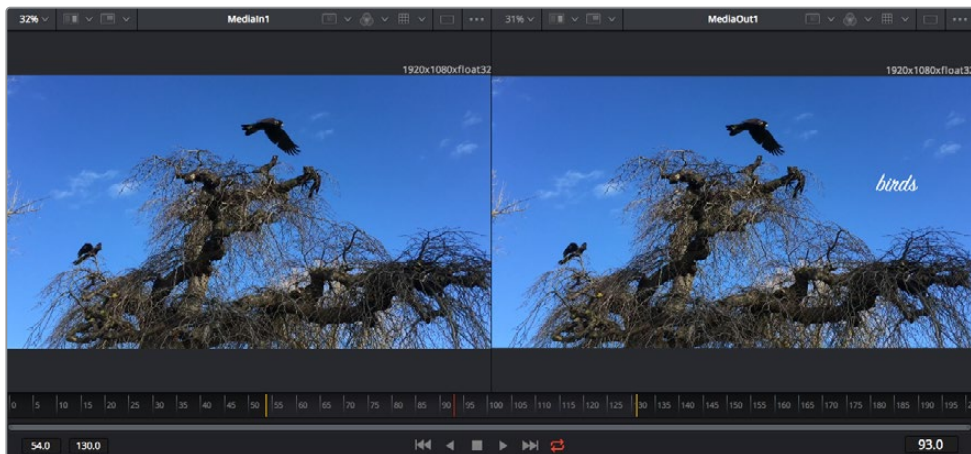 32% MediaIn1 31% MediaOut1
1920x1080xfloat32 1920x1080xfloat32
birds
0 5 10 15 20 25 30 35 40 45 50 55 60 65 70 75 80 85 90 95 100 105 110 115 120 125 30 135 140 145 150 155 160 165 170 175 180 185 190 195
54.0 130.0 93.0